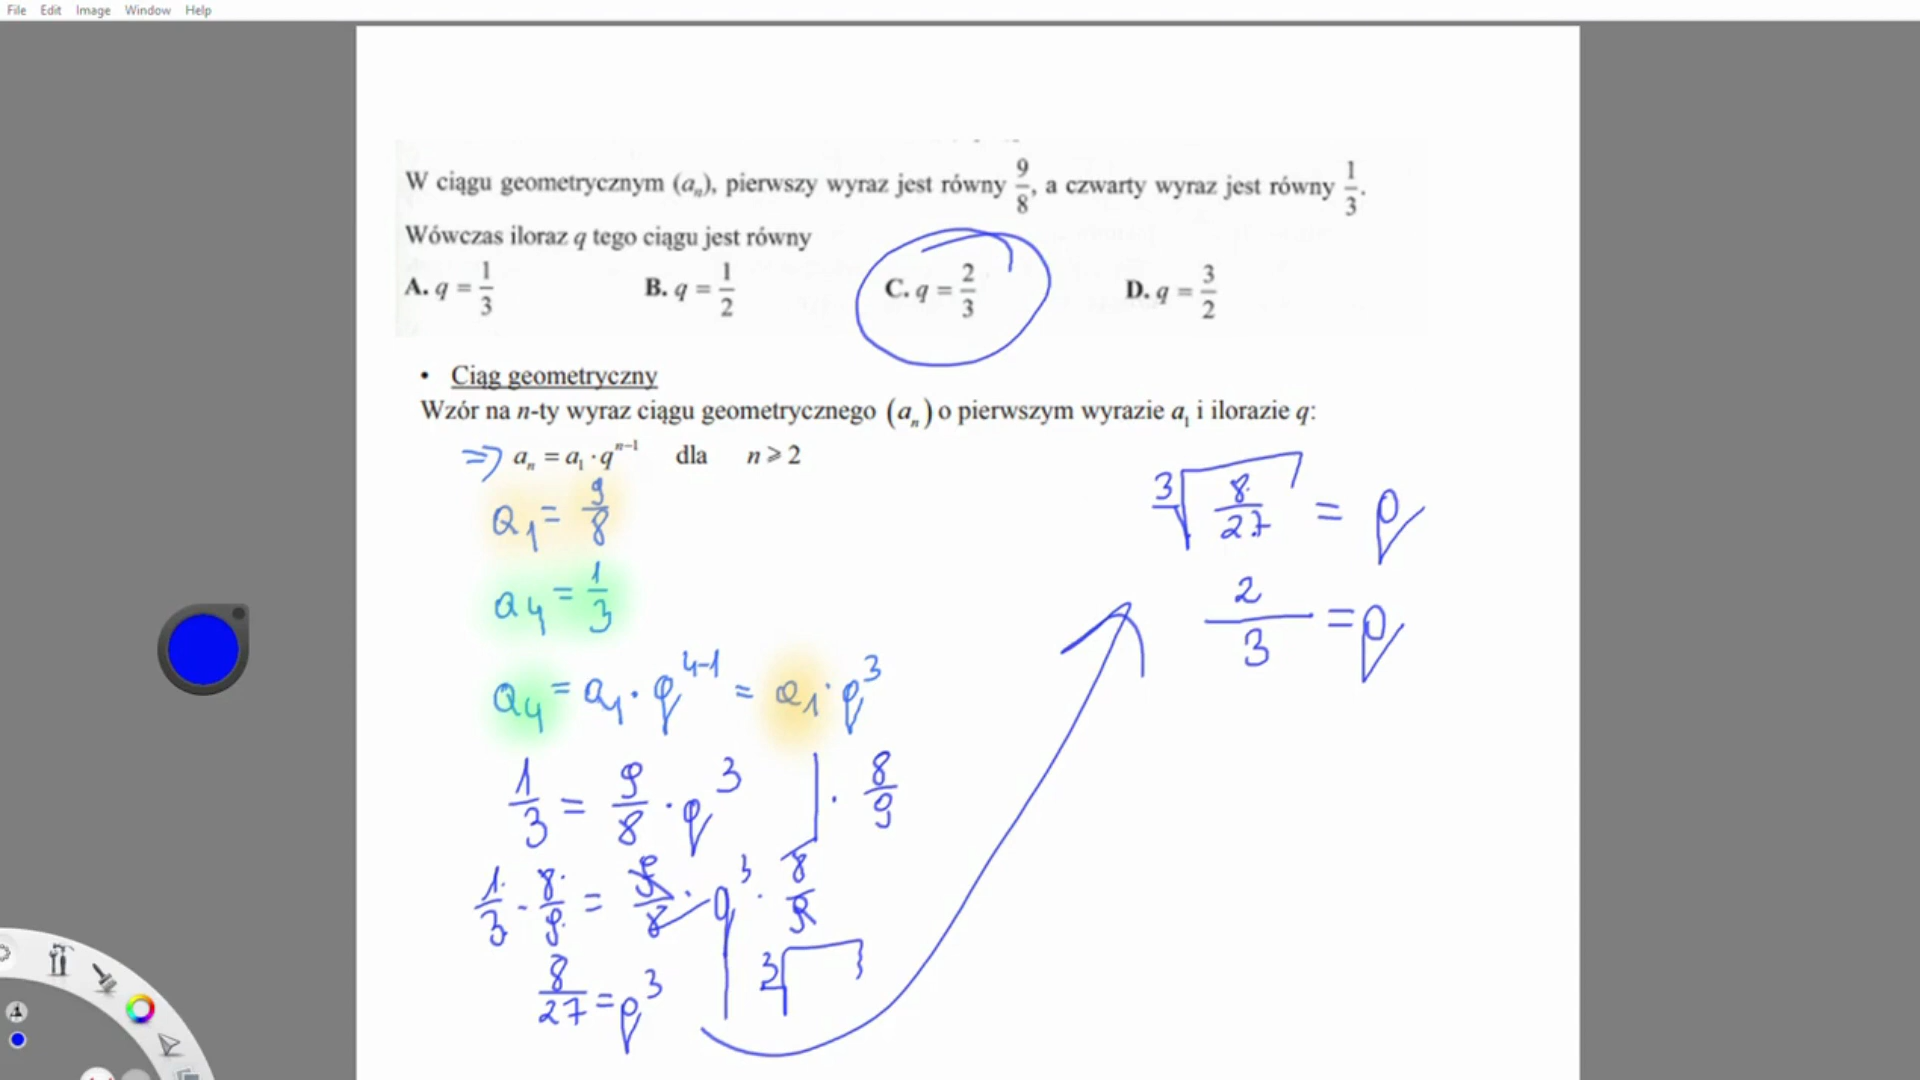 File Edit Image Window Help
W ciągu geometrycznym (aₙ), pierwszy wyraz jest równy 9/8, a czwarty wyraz jest równy 1/3.
Wówczas iloraz q tego ciągu jest równy
A. q = 1/3 B. q = 1/2 C. q = 2/3 D. q = 3/2
• Ciąg geometryczny
Wzór na n-ty wyraz ciągu geometrycznego (aₙ) o pierwszym wyrazie a₁ i ilorazie q:
⇒ aₙ = a₁ · qⁿ⁻¹ dla n ⩾ 2
a₁ = 9/8
a₄ = 1/3
a₄ = a₁ · q⁴⁻¹ = a₁ · q³
1/3 = 9/8 · q³ | · 8/9
1/3 · 8/9 = 9/8 · q³ · 8/9
8/27 = q³ | ³√
³√(8/27) = q
2/3 = q